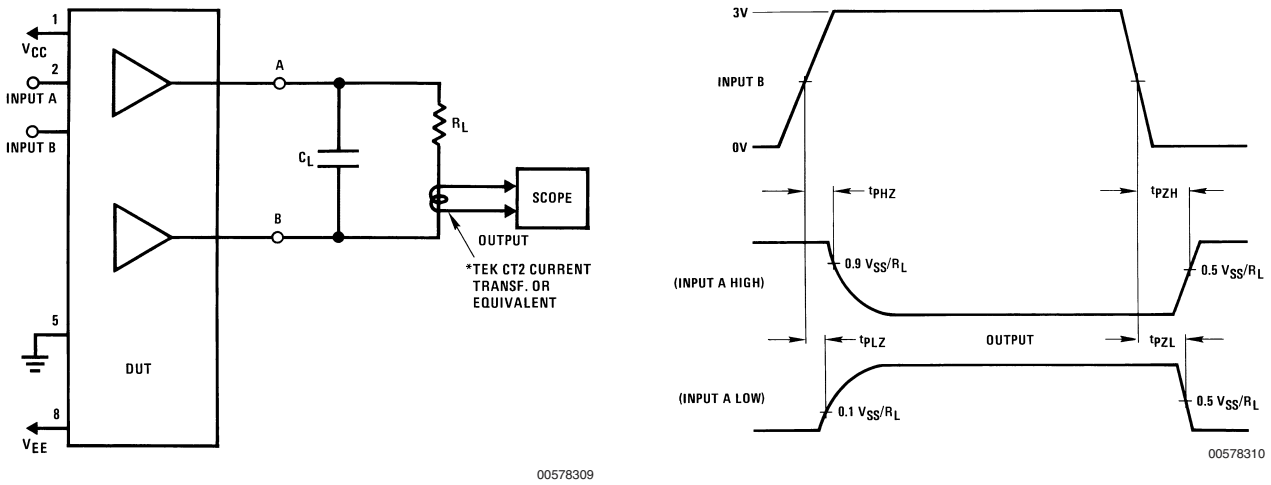 1
VCC
2
INPUT A
INPUT B
5
DUT
8
VEE
A
B
CL
RL
SCOPE
OUTPUT
*TEK CT2 CURRENT
TRANSF. OR
EQUIVALENT
00578309
3V
INPUT B
0V
tPHZ
tPZH
0.9 VSS/RL
0.5 VSS/RL
(INPUT A HIGH)
tPLZ
OUTPUT
tPZL
(INPUT A LOW)
0.1 VSS/RL
0.5 VSS/RL
00578310